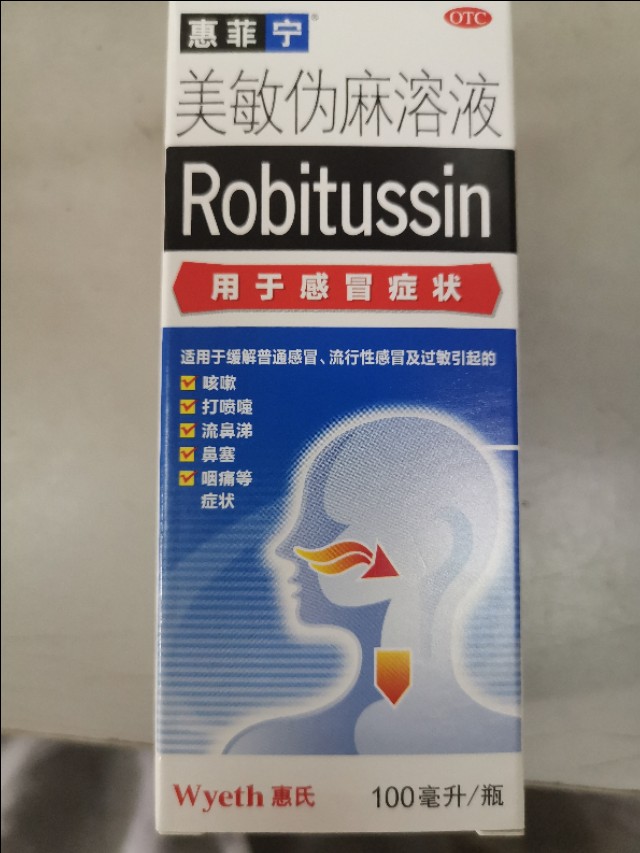 惠菲宁®
OTC
美敏伪麻溶液
Robitussin
用于感冒症状
适用于缓解普通感冒、流行性感冒及过敏引起的
咳嗽
打喷嚏
流鼻涕
鼻塞
咽痛等
症状
Wyeth 惠氏
100毫升/瓶